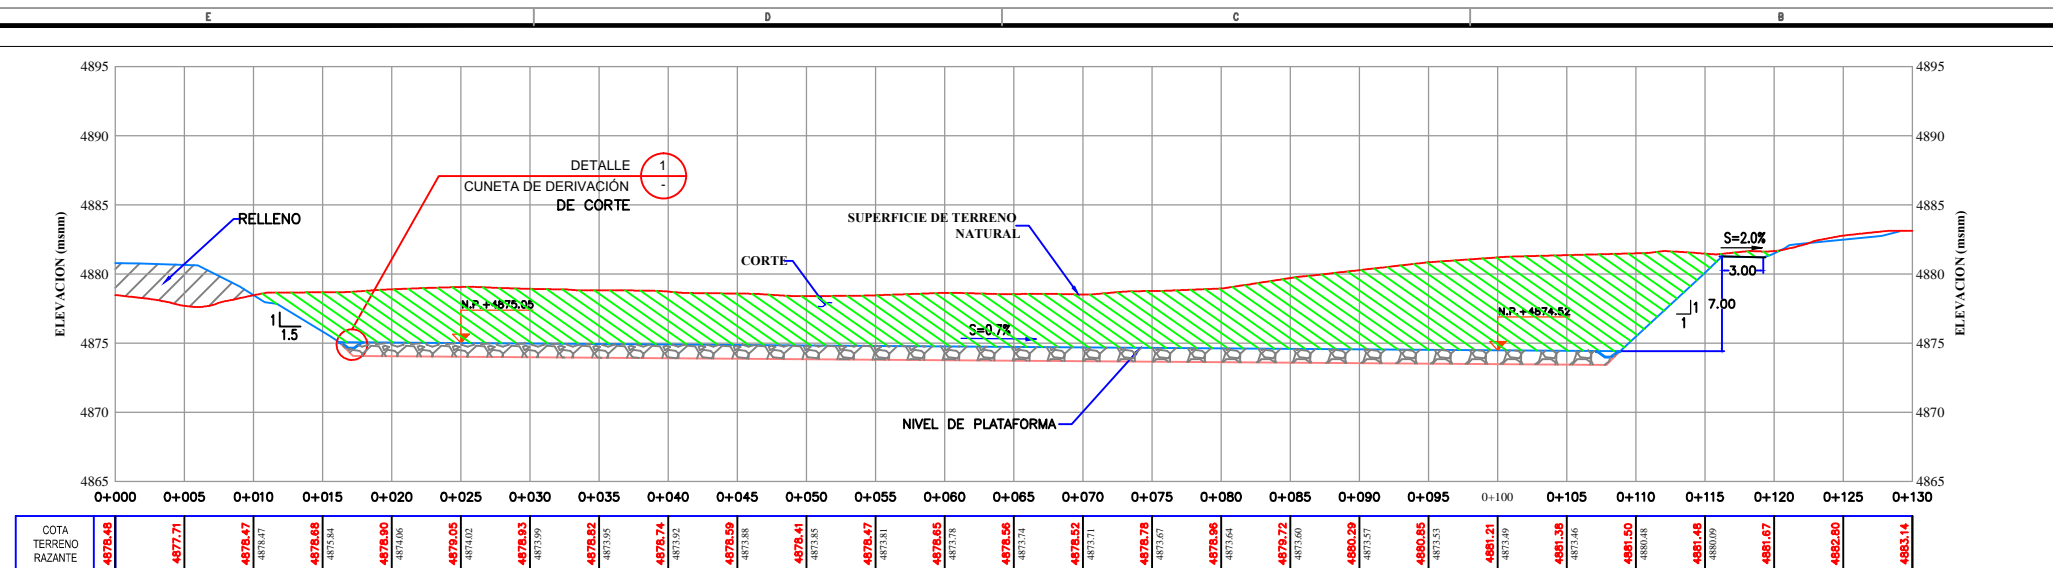 E D C B
4895 4895
4890 4890
DETALLE 1
CUNETA DE DERIVACIÓN -
DE CORTE
4885 4885
RELLENO
SUPERFICIE DE TERRENO
NATURAL
S=2.0%
CORTE
3.00
4880 4880
ELEVACION (msnm) ELEVACION (msnm)
N.P.+4875.05
N.P.+4874.52
1
1.5
1
1
7.00
S=0.7%
4875 4875
4870 4870
NIVEL DE PLATAFORMA
4865 4865
0+000 0+005 0+010 0+015 0+020 0+025 0+030 0+035 0+040 0+045 0+050 0+055 0+060 0+065 0+070 0+075 0+080 0+085 0+090 0+095 0+100 0+105 0+110 0+115 0+120 0+125 0+130
COTA
TERRENO
RAZANTE
4878.48
4877.71
4878.47 4878.47
4878.68 4875.84
4878.90 4874.06
4879.05 4874.02
4878.93 4873.99
4878.82 4875.95
4878.74 4873.92
4878.59 4873.88
4878.41 4873.85
4878.47 4873.81
4878.65 4873.78
4878.56 4873.74
4878.52 4873.71
4878.78 4873.67
4878.96 4873.64
4879.72 4873.60
4880.29 4873.57
4880.85 4873.53
4881.21 4873.49
4881.38 4873.46
4881.50 4880.48
4881.48 4880.09
4881.67
4882.80
4883.14